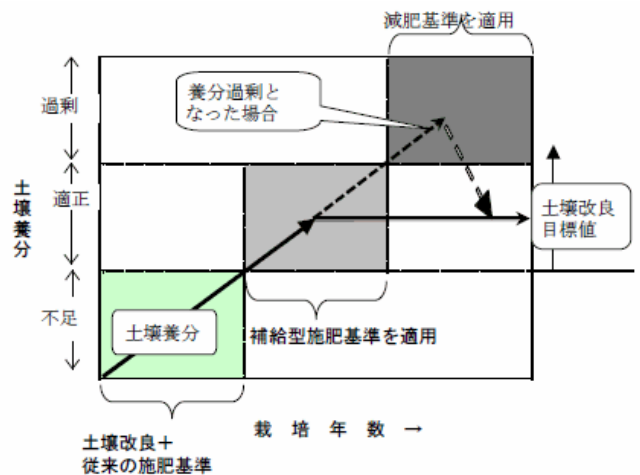 減肥基準を適用
養分過剰と
なった場合
過剰
適正
不足
土壌養分
土壌改良
目標値
土壌養分
補給型施肥基準を適用
栽培年数→
土壌改良＋
従来の施肥基準